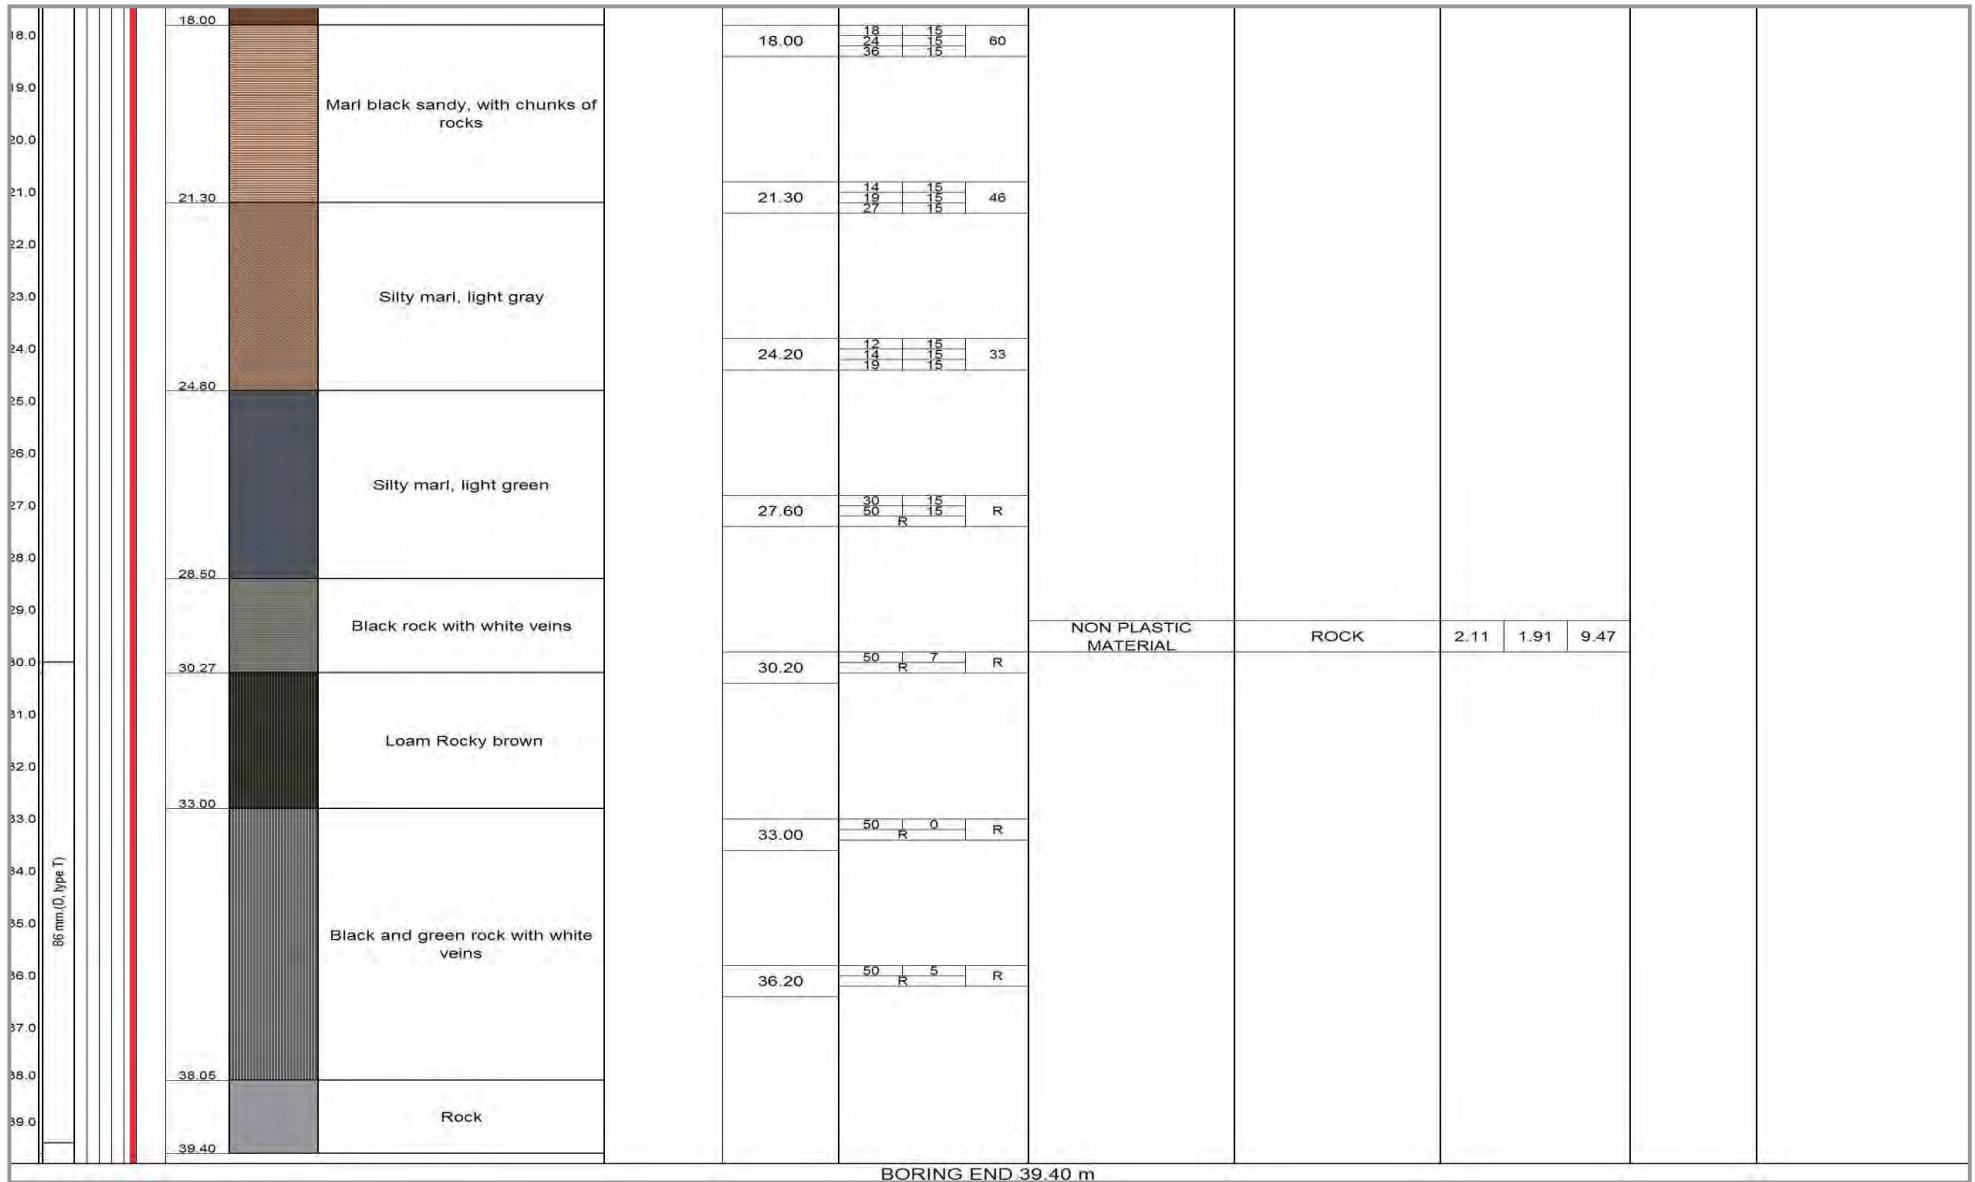 18.00
18.0
18.00
18 15
24 15
36 15
60
19.0
Marl black sandy, with chunks of
rocks
20.0
21.0
21.30
21.30
14 15
19 15
27 15
46
22.0
23.0
Silty marl, light gray
24.0
24.20
12 15
14 15
19 15
33
24.80
25.0
26.0
Silty marl, light green
27.0
27.60
30 15
50 15
R
R
28.0
28.50
29.0
Black rock with white veins
NON PLASTIC
MATERIAL
ROCK
2.11
1.91
9.47
30.0
30.27
30.20
50 7
R
R
31.0
Loam Rocky brown
32.0
33.00
33.0
33.00
50 0
R
R
34.0
86 mm.(D, type T)
35.0
Black and green rock with white
veins
36.0
36.20
50 5
R
R
37.0
38.0
38.05
39.0
Rock
39.40
BORING END 39.40 m